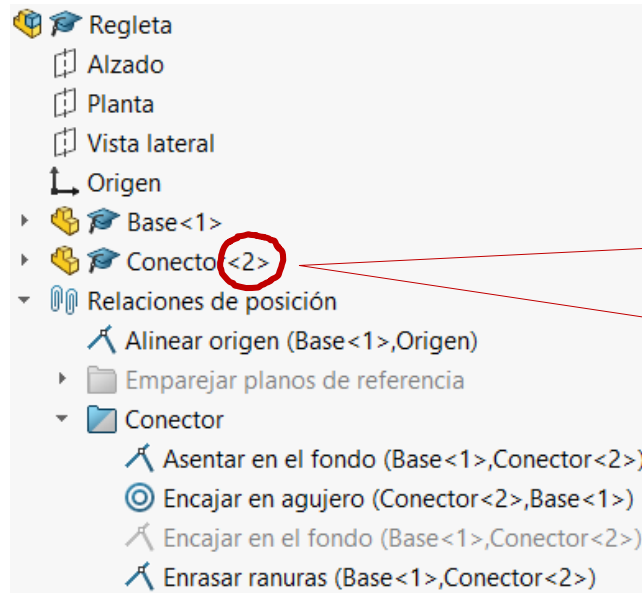 Regleta
Alzado
Planta
Vista lateral
Origen
Base<1>
Conector<2>
Relaciones de posición
Alinear origen (Base<1>,Origen)
Emparejar planos de referencia
Conector
Asentar en el fondo (Base<1>,Conector<2>)
Encajar en agujero (Conector<2>,Base<1>)
Encajar en el fondo (Base<1>,Conector<2>)
Enrasar ranuras (Base<1>,Conector<2>)